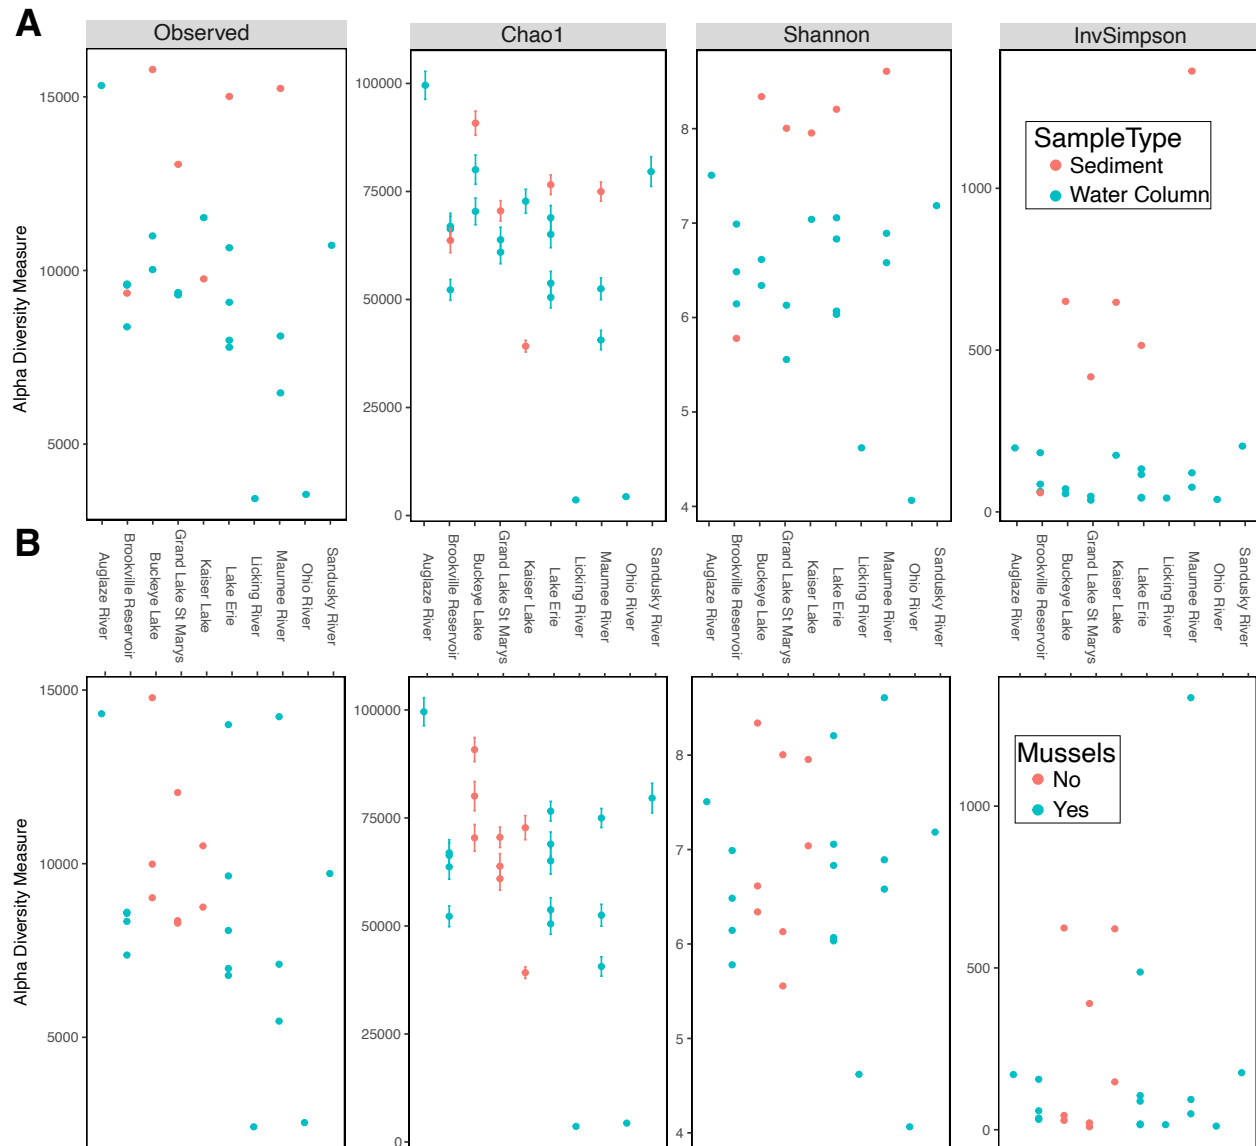 A
Observed
Chao1
Shannon
InvSimpson
Alpha Diversity Measure
15000
10000
5000
100000
75000
50000
25000
0
8
7
6
5
4
1000
500
0
SampleType
Sediment
Water Column
B
Auglaze River
Brookville Reservoir
Buckeye Lake
Grand Lake St Marys
Kaiser Lake
Lake Erie
Licking River
Maumee River
Ohio River
Sandusky River
Auglaze River
Brookville Reservoir
Buckeye Lake
Grand Lake St Marys
Kaiser Lake
Lake Erie
Licking River
Maumee River
Ohio River
Sandusky River
Auglaze River
Brookville Reservoir
Buckeye Lake
Grand Lake St Marys
Kaiser Lake
Lake Erie
Licking River
Maumee River
Ohio River
Sandusky River
Auglaze River
Brookville Reservoir
Buckeye Lake
Grand Lake St Marys
Kaiser Lake
Lake Erie
Licking River
Maumee River
Ohio River
Sandusky River
Alpha Diversity Measure
15000
10000
5000
100000
75000
50000
25000
0
8
7
6
5
4
1000
500
0
Mussels
No
Yes